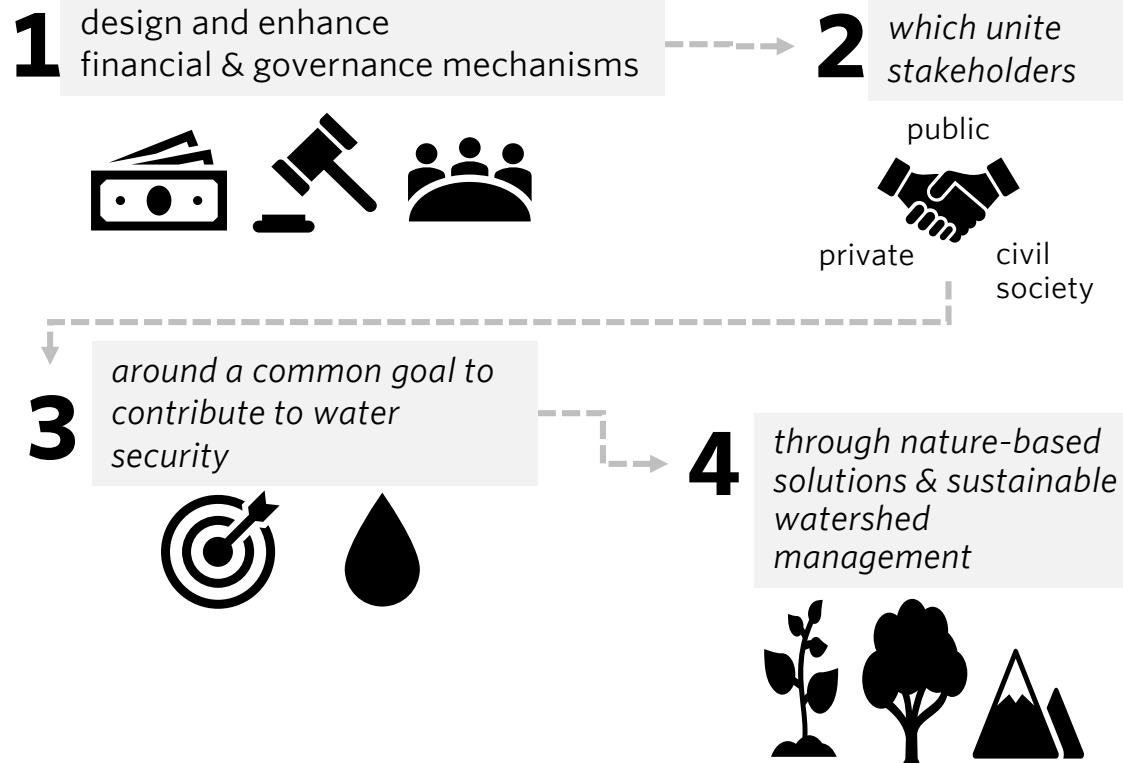 1
design and enhance
financial & governance mechanisms
2
which unite
stakeholders
public
private
civil
society
3
around a common goal to
contribute to water
security
4
through nature-based
solutions & sustainable
watershed
management